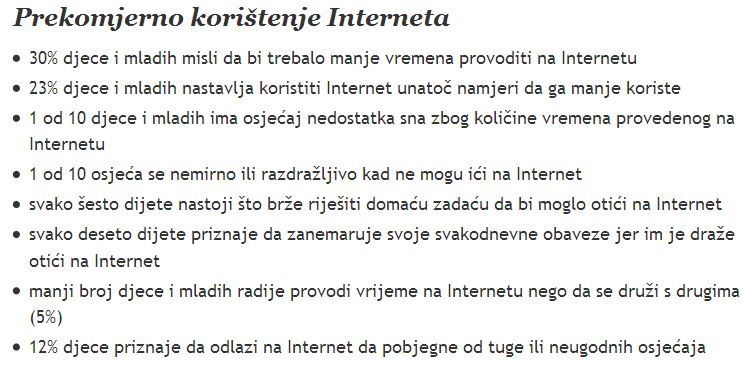 Prekomjerno korištenje Interneta
• 30% djece i mladih misli da bi trebalo manje vremena provoditi na Internetu
• 23% djece i mladih nastavlja koristiti Internet unatoč namjeri da ga manje koriste
• 1 od 10 djece i mladih ima osjećaj nedostatka sna zbog količine vremena provedenog na
Internetu
• 1 od 10 osjeća se nemirno ili razdražljivo kad ne mogu ići na Internet
• svako šesto dijete nastoji što brže riješiti domaću zadaću da bi moglo otići na Internet
• svako deseto dijete priznaje da zanemaruje svoje svakodnevne obaveze jer im je draže
otići na Internet
• manji broj djece i mladih radije provodi vrijeme na Internetu nego da se druži s drugima
(5%)
• 12% djece priznaje da odlazi na Internet da pobjegne od tuge ili neugodnih osjećaja